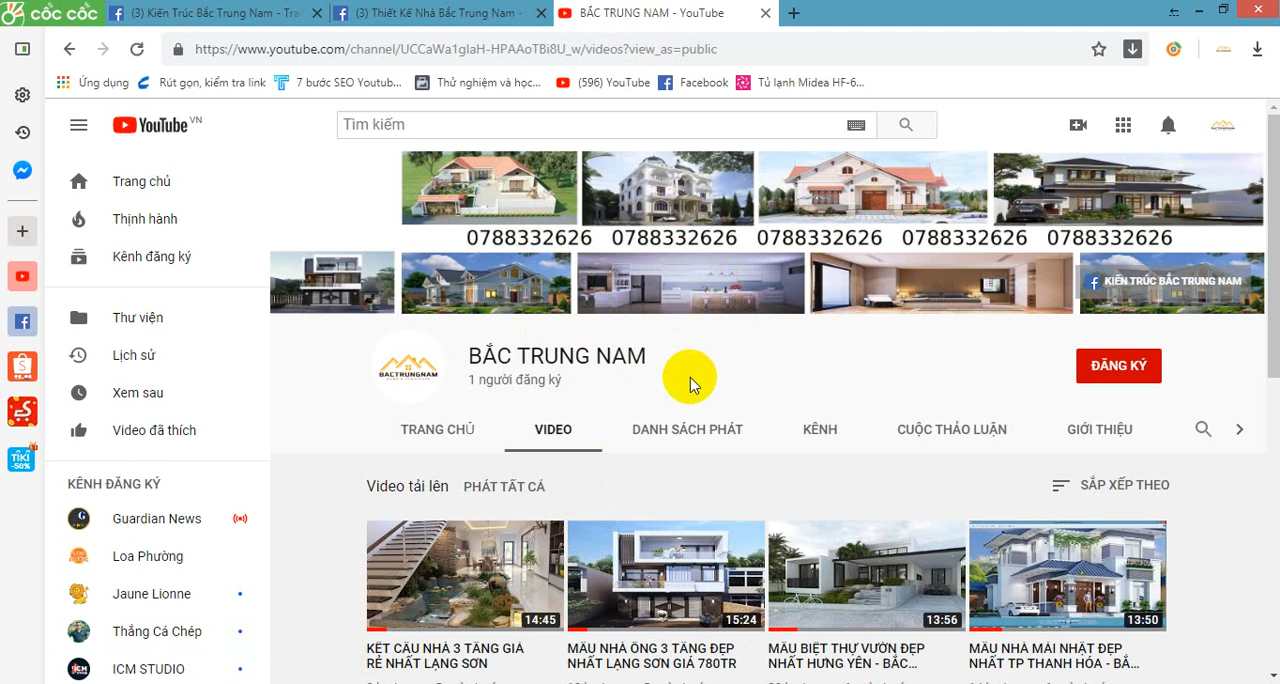 cốc cốc
(3) Kiến Trúc Bắc Trung Nam - Tra
(3) Thiết Kế Nhà Bắc Trung Nam -
BẮC TRUNG NAM - YouTube
https://www.youtube.com/channel/UCCaWa1glaH-HPAAoTBi8U_w/videos?view_as=public
Ứng dụng
Rút gọn, kiểm tra link
7 bước SEO Youtub...
Thử nghiệm và học...
(596) YouTube
Facebook
Tủ lạnh Midea HF-6...
YouTube VN
Tìm kiếm
Trang chủ
Thịnh hành
Kênh đăng ký
Thư viện
Lịch sử
Xem sau
Video đã thích
KÊNH ĐĂNG KÝ
Guardian News
Loa Phường
Jaune Lionne
Thắng Cá Chép
ICM STUDIO
TIKI
-50%
0788332626 0788332626 0788332626 0788332626 0788332626
KIẾN TRÚC BẮC TRUNG NAM
BACTRUNGNAM
BẮC TRUNG NAM
1 người đăng ký
ĐĂNG KÝ
TRANG CHỦ
VIDEO
DANH SÁCH PHÁT
KÊNH
CUỘC THẢO LUẬN
GIỚI THIỆU
Video tải lên
PHÁT TẤT CẢ
SẮP XẾP THEO
14:45
15:24
13:56
13:50
KẾT CẤU NHÀ 3 TẦNG GIÁ
RẺ NHẤT LẠNG SƠN
MẪU NHÀ ỐNG 3 TẦNG ĐẸP
NHẤT LẠNG SƠN GIÁ 780TR
MẪU BIỆT THỰ VƯỜN ĐẸP
NHẤT HƯNG YÊN - BẮC...
MẪU NHÀ MÁI NHẬT ĐẸP
NHẤT TP THANH HÓA - BẮ...